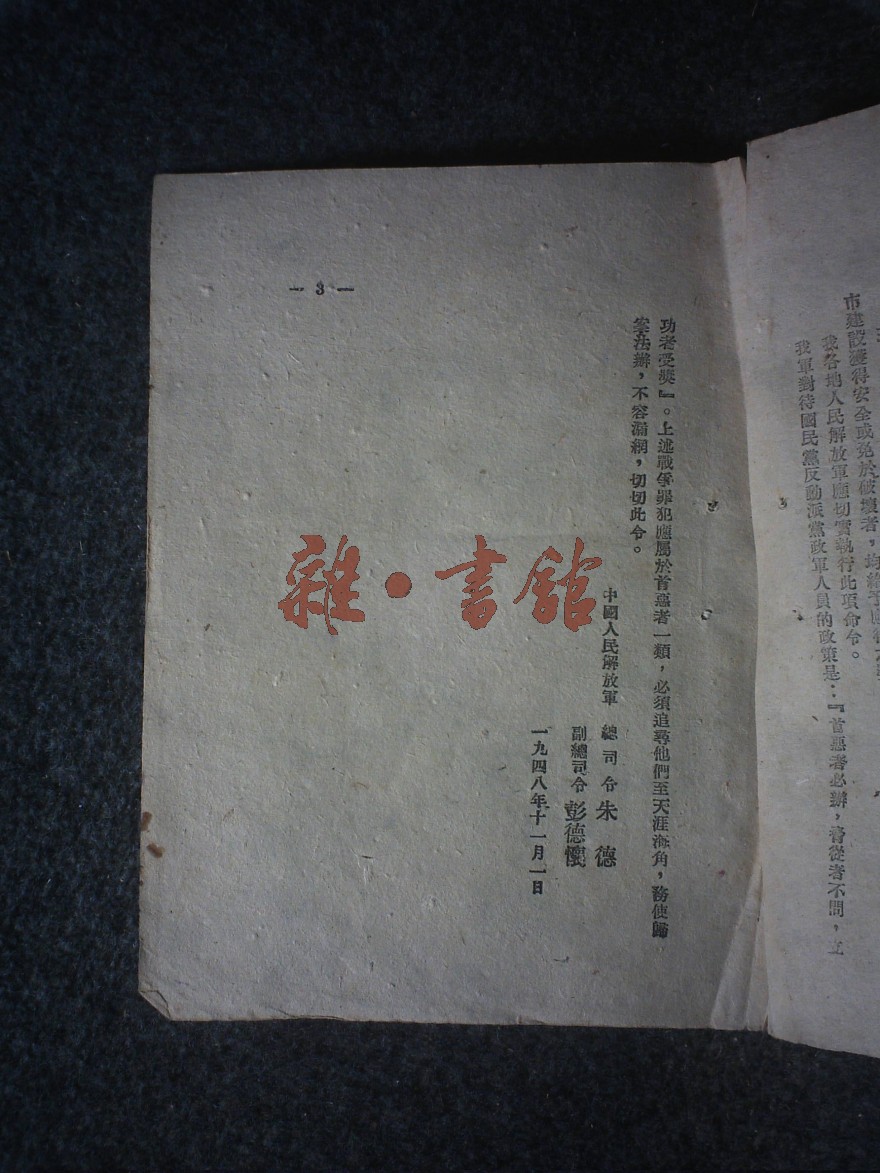 市建設獲得安全或免於破壞者，均給予應得之獎
我各地人民解放軍應切實執行此項命令。
我軍對待國民黨反動派黨政軍人員的政策是：『首惡者必辦，脅從者不問，立
功者受獎』。上述戰爭罪犯應屬於首惡者一類，必須追尋他們至天涯海角，務使歸
案法辦，不容漏網，切切此令。
中國人民解放軍 總司令 朱德
副總司令 彭德懷
一九四八年十一月一日
— 3 —
雜·書館